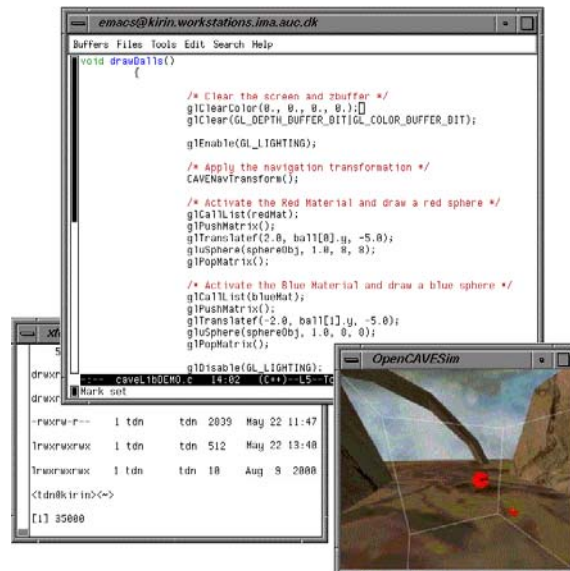 emacs@kirin.workstations.ima.auc.dk
Buffers Files Tools Edit Search Help
void drawBalls()
{
/* Clear the screen and zbuffer */
glClearColor(0., 0., 0., 0.);
glClear(GL_DEPTH_BUFFER_BIT|GL_COLOR_BUFFER_BIT);
glEnable(GL_LIGHTING);
/* Apply the navigation transformation */
CAVENavTransform();
/* Activate the Red Material and draw a red sphere */
glCallList(redMat);
glPushMatrix();
glTranslatef(2.0, ball[0].y, -5.0);
gluSphere(sphereObj, 1.0, 8, 8);
glPopMatrix();
/* Activate the Blue Material and draw a blue sphere */
glCallList(blueMat);
glPushMatrix();
glTranslatef(-2.0, ball[1].y, -5.0);
gluSphere(sphereObj, 1.0, 8, 8);
glPopMatrix();
glDisable(GL_LIGHTING);
-:-- caveLibDEMO.c 14:02 (C++)--L5--To
Mark set
xf
5
drwxr
drwxr
-rwxrw-r-- 1 tdn tdn 2039 May 22 11:47
lrwxrwxrwx 1 tdn tdn 512 May 22 13:40
lrwxrwxrwx 1 tdn tdn 10 Aug 9 2000
<tdn@kirin><~>
[1] 35000
OpenCAVESim